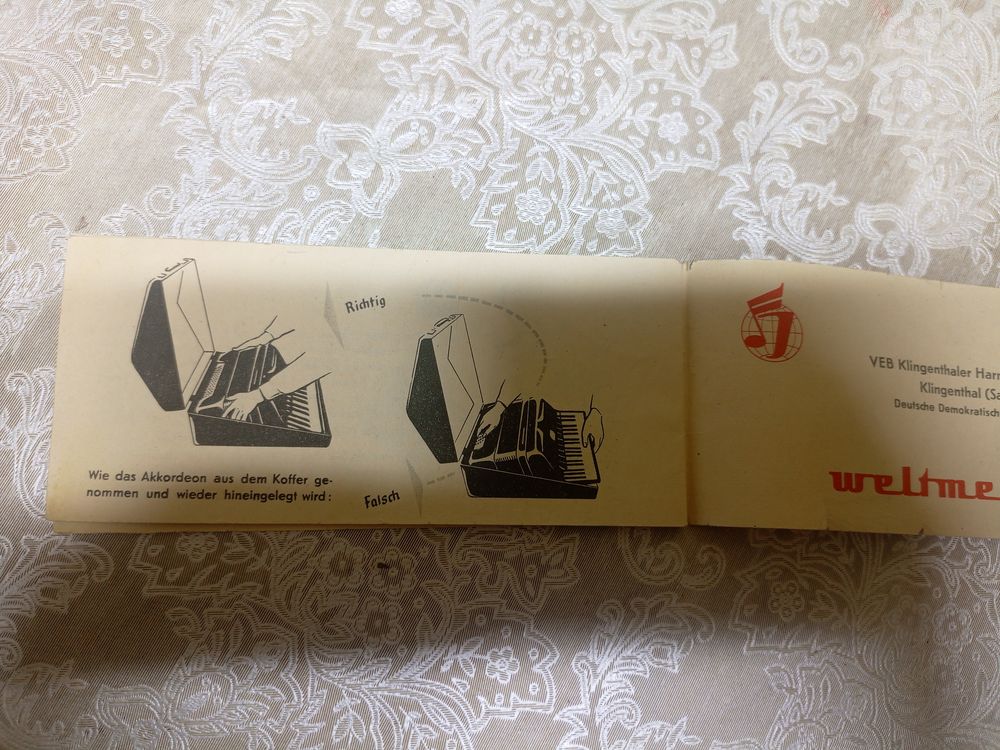 Richtig
Wie das Akkordeon aus dem Koffer ge-
nommen und wieder hineingelegt wird:
Falsch
VEB Klingenthaler Harm
Klingenthal (Sa
Deutsche Demokratisch
weltme